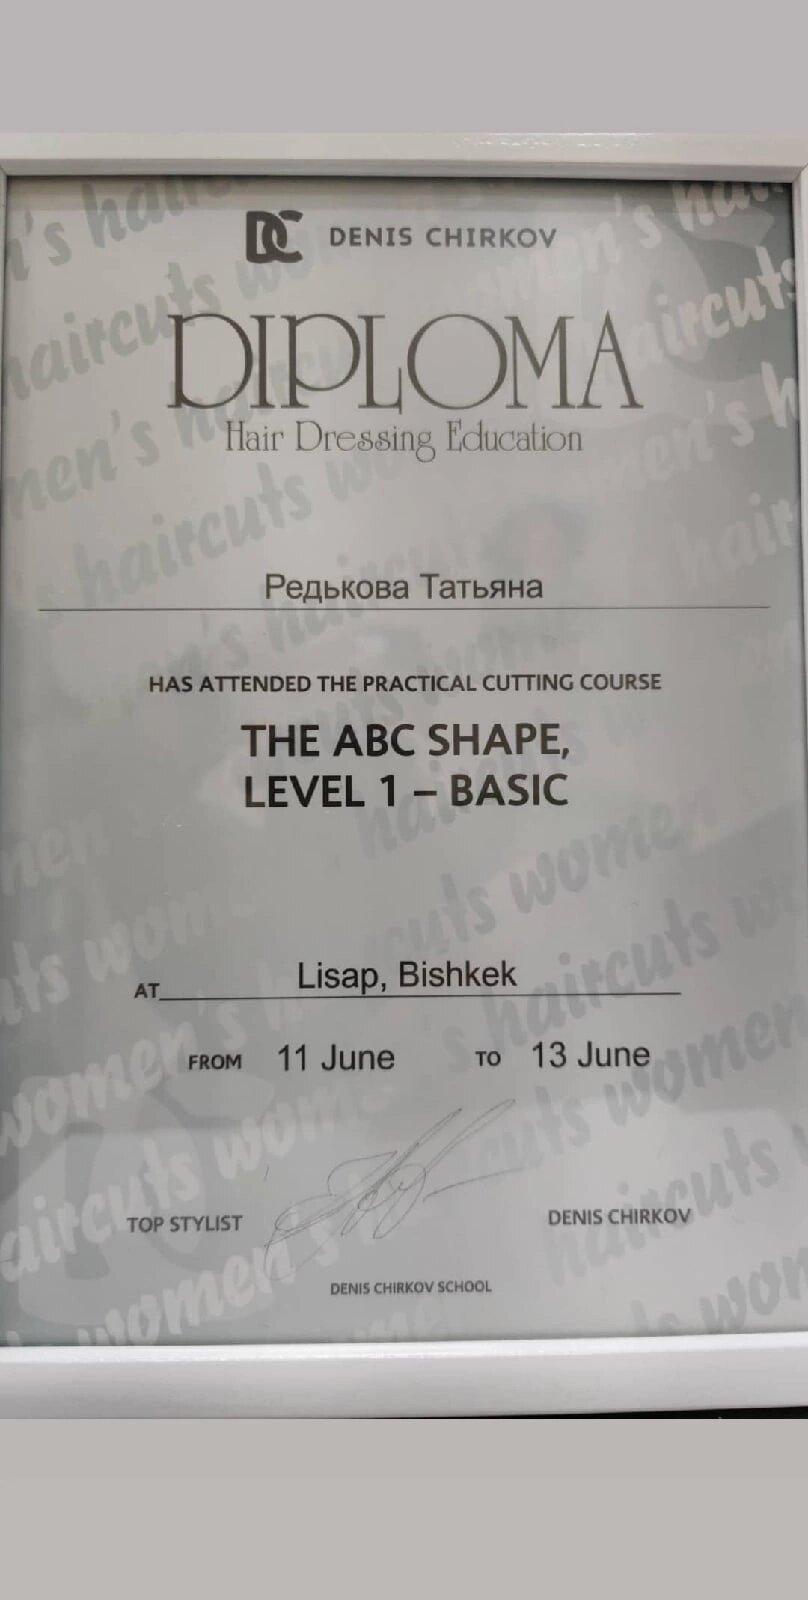 DC DENIS CHIRKOV
DIPLOMA
Hair Dressing Education
Редькова Татьяна
HAS ATTENDED THE PRACTICAL CUTTING COURSE
THE ABC SHAPE,
LEVEL 1 – BASIC
AT Lisap, Bishkek
FROM 11 June TO 13 June
TOP STYLIST DENIS CHIRKOV
DENIS CHIRKOV SCHOOL